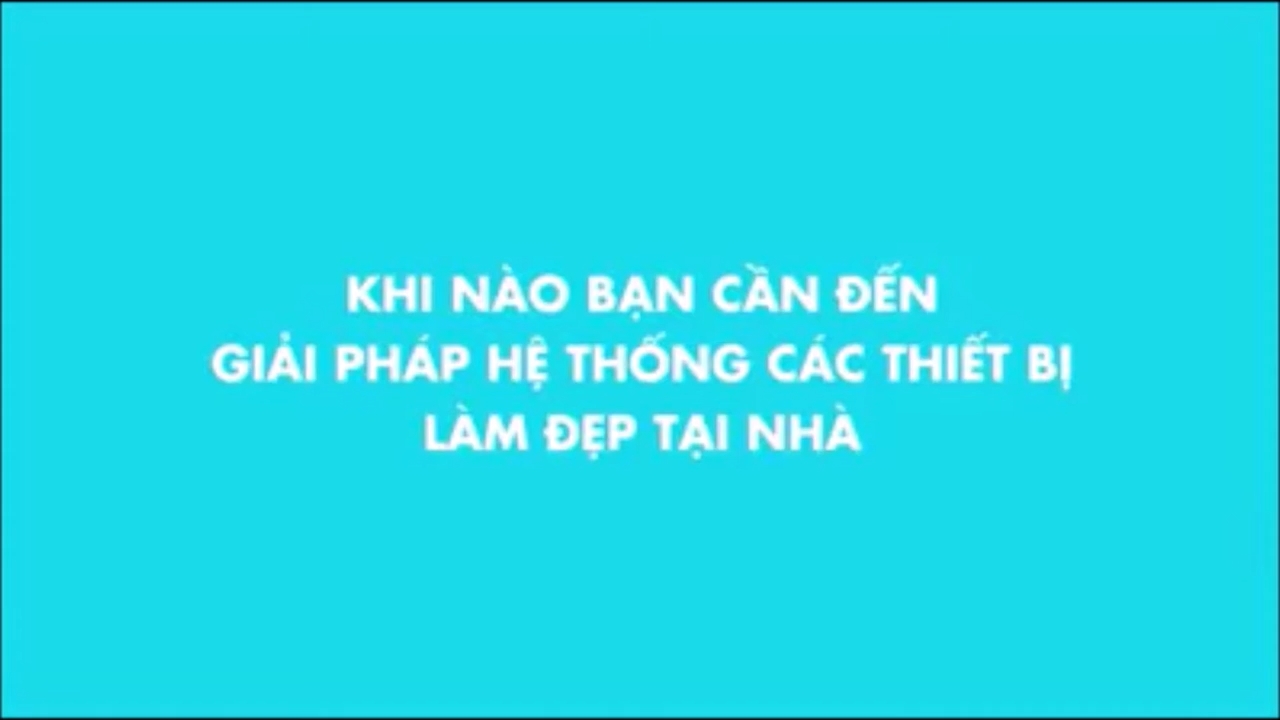 KHI NÀO BẠN CẦN ĐẾN
GIẢI PHÁP HỆ THỐNG CÁC THIẾT BỊ
LÀM ĐẸP TẠI NHÀ